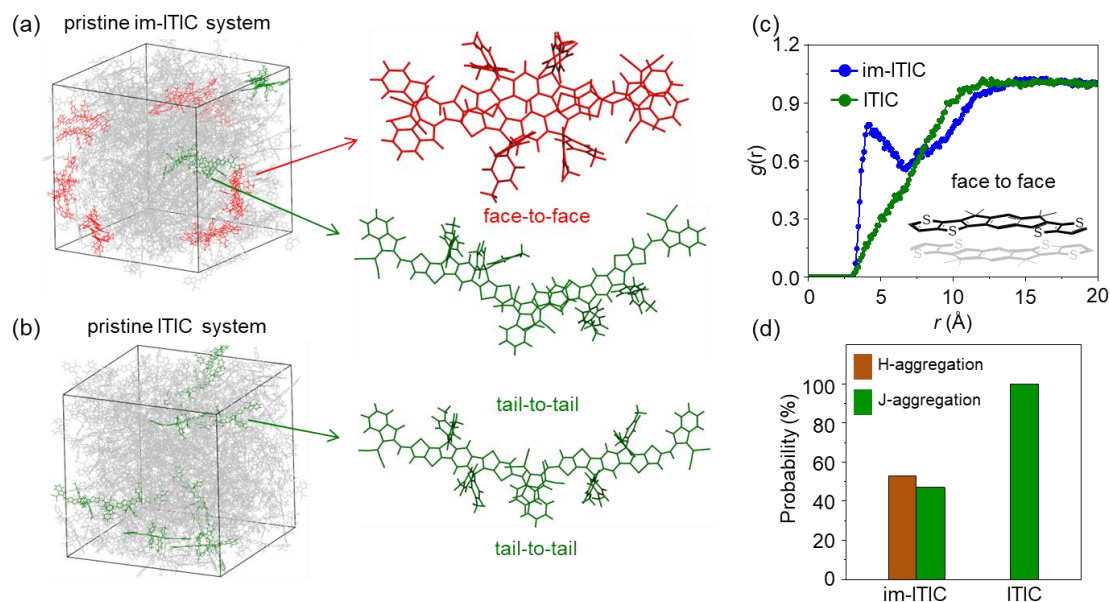 (a)
pristine im-ITIC system
face-to-face
tail-to-tail
(b)
pristine ITIC system
tail-to-tail
(c)
g(r)
1.2
0.9
0.6
0.3
0.0
im-ITIC
ITIC
face to face
S
S
S
S
S
S
S
S
0
5
10
15
20
r (Å)
(d)
Probability (%)
100
80
60
40
20
0
H-aggregation
J-aggregation
im-ITIC
ITIC